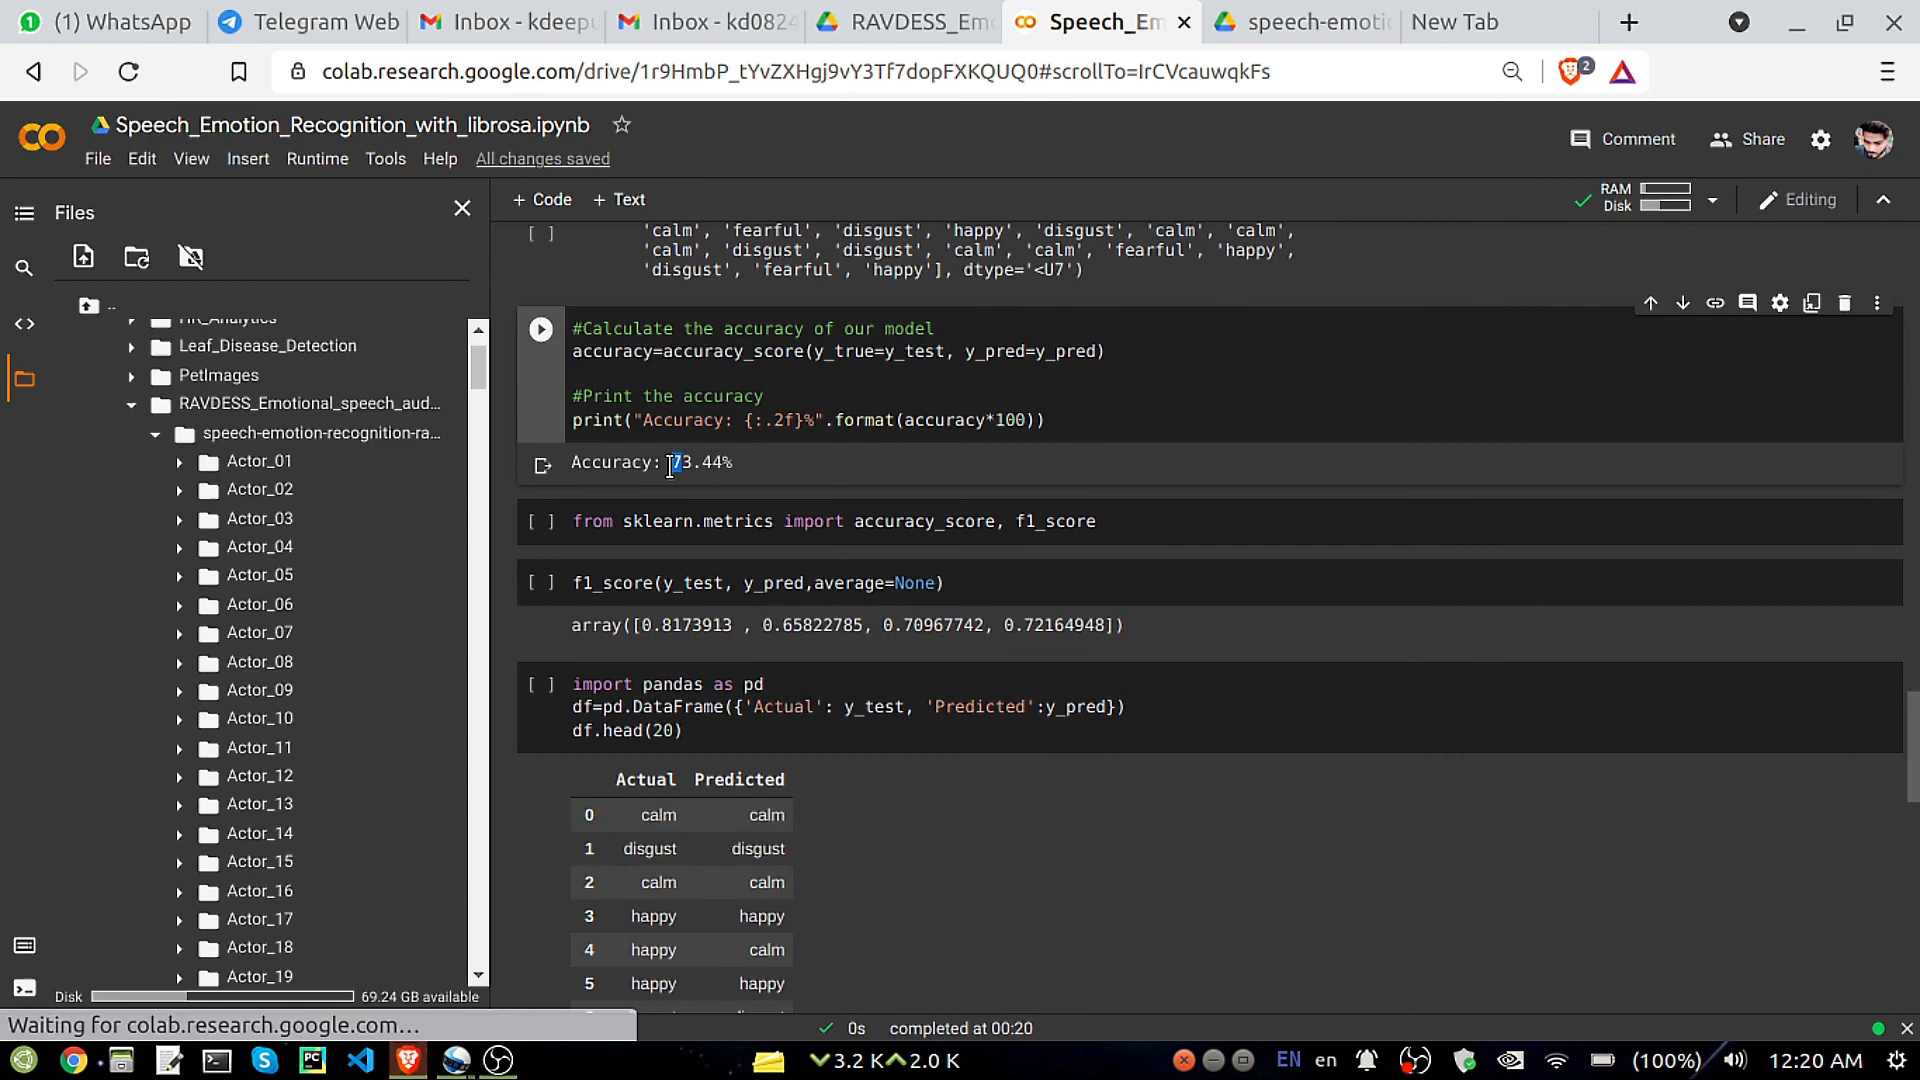 (1) WhatsApp
Telegram Web
Inbox - kdeepu
Inbox - kd0824
RAVDESS_Emo
Speech_Em
speech-emotio
New Tab
colab.research.google.com/drive/1r9HmbP_tYvZXHgj9vY3Tf7dopFXKQUQ0#scrollTo=IrCVcauwqkFs
2
Speech_Emotion_Recognition_with_librosa.ipynb
Comment
Share
File Edit View Insert Runtime Tools Help All changes saved
+ Code + Text
RAM
Disk
Editing
Files
..
HR_Analytics
Leaf_Disease_Detection
PetImages
RAVDESS_Emotional_speech_aud...
speech-emotion-recognition-ra...
Actor_01
Actor_02
Actor_03
Actor_04
Actor_05
Actor_06
Actor_07
Actor_08
Actor_09
Actor_10
Actor_11
Actor_12
Actor_13
Actor_14
Actor_15
Actor_16
Actor_17
Actor_18
Actor_19
Disk 69.24 GB available
[ ]
'calm', 'fearful', 'disgust', 'happy', 'disgust', 'calm', 'calm',
'calm', 'disgust', 'disgust', 'calm', 'calm', 'fearful', 'happy',
'disgust', 'fearful', 'happy'], dtype='<U7')
#Calculate the accuracy of our model
accuracy=accuracy_score(y_true=y_test, y_pred=y_pred)
#Print the accuracy
print("Accuracy: {:.2f}%".format(accuracy*100))
Accuracy: 73.44%
[ ] from sklearn.metrics import accuracy_score, f1_score
[ ] f1_score(y_test, y_pred,average=None)
array([0.8173913 , 0.65822785, 0.70967742, 0.72164948])
[ ] import pandas as pd
df=pd.DataFrame({'Actual': y_test, 'Predicted':y_pred})
df.head(20)
Actual Predicted
0 calm calm
1 disgust disgust
2 calm calm
3 happy happy
4 happy calm
5 happy happy
Waiting for colab.research.google.com...
0s completed at 00:20
3.2 K 2.0 K
EN en
(100%)
12:20 AM